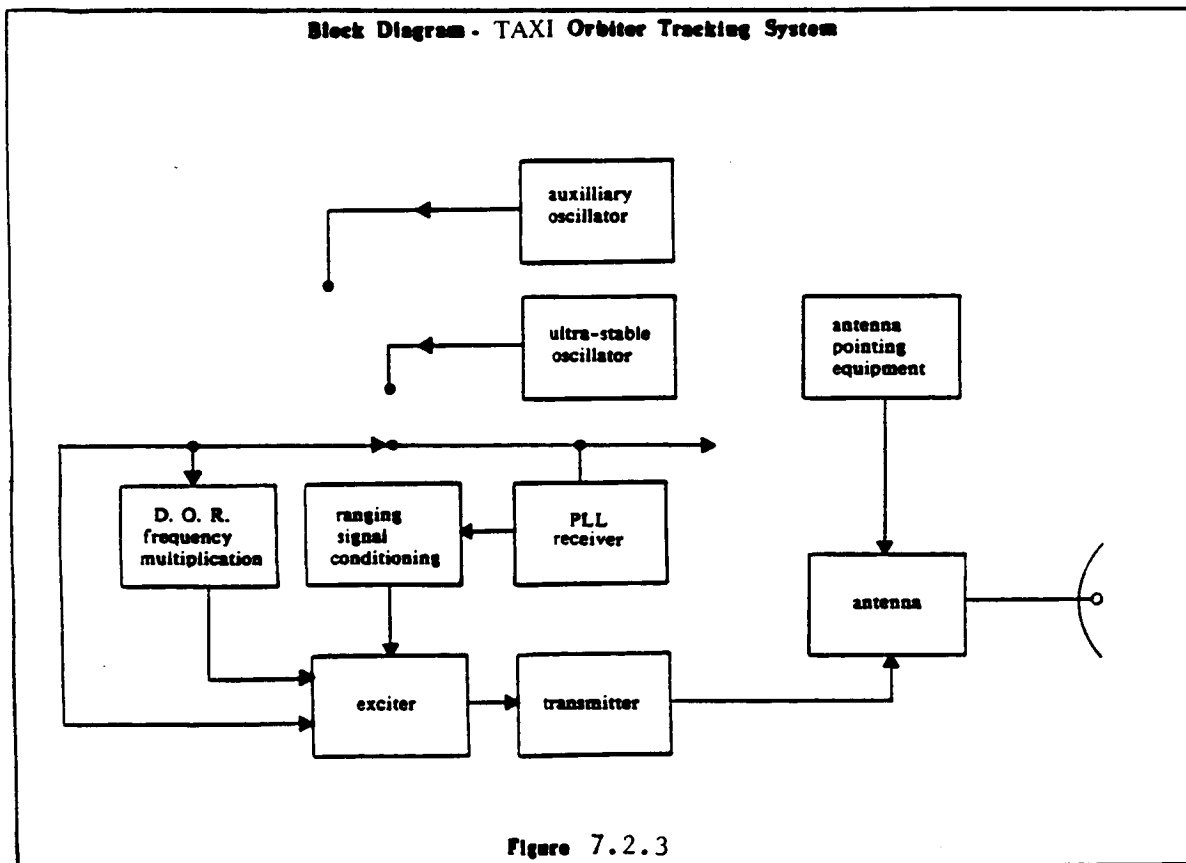 Block Diagram - TAXI Orbiter Tracking System
auxilliary
oscillator
ultra-stable
oscillator
antenna
pointing
equipment
D. O. R.
frequency
multiplication
ranging
signal
conditioning
PLL
receiver
antenna
exciter
transmitter
Figure 7.2.3